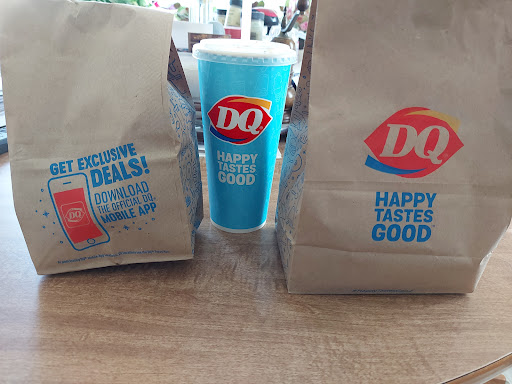 GET EXCLUSIVE
DEALS!
DOWNLOAD
THE OFFICIAL DQ
MOBILE APP
DQ
DQ
HAPPY
TASTES
GOOD
DQ
HAPPY
TASTES
GOOD